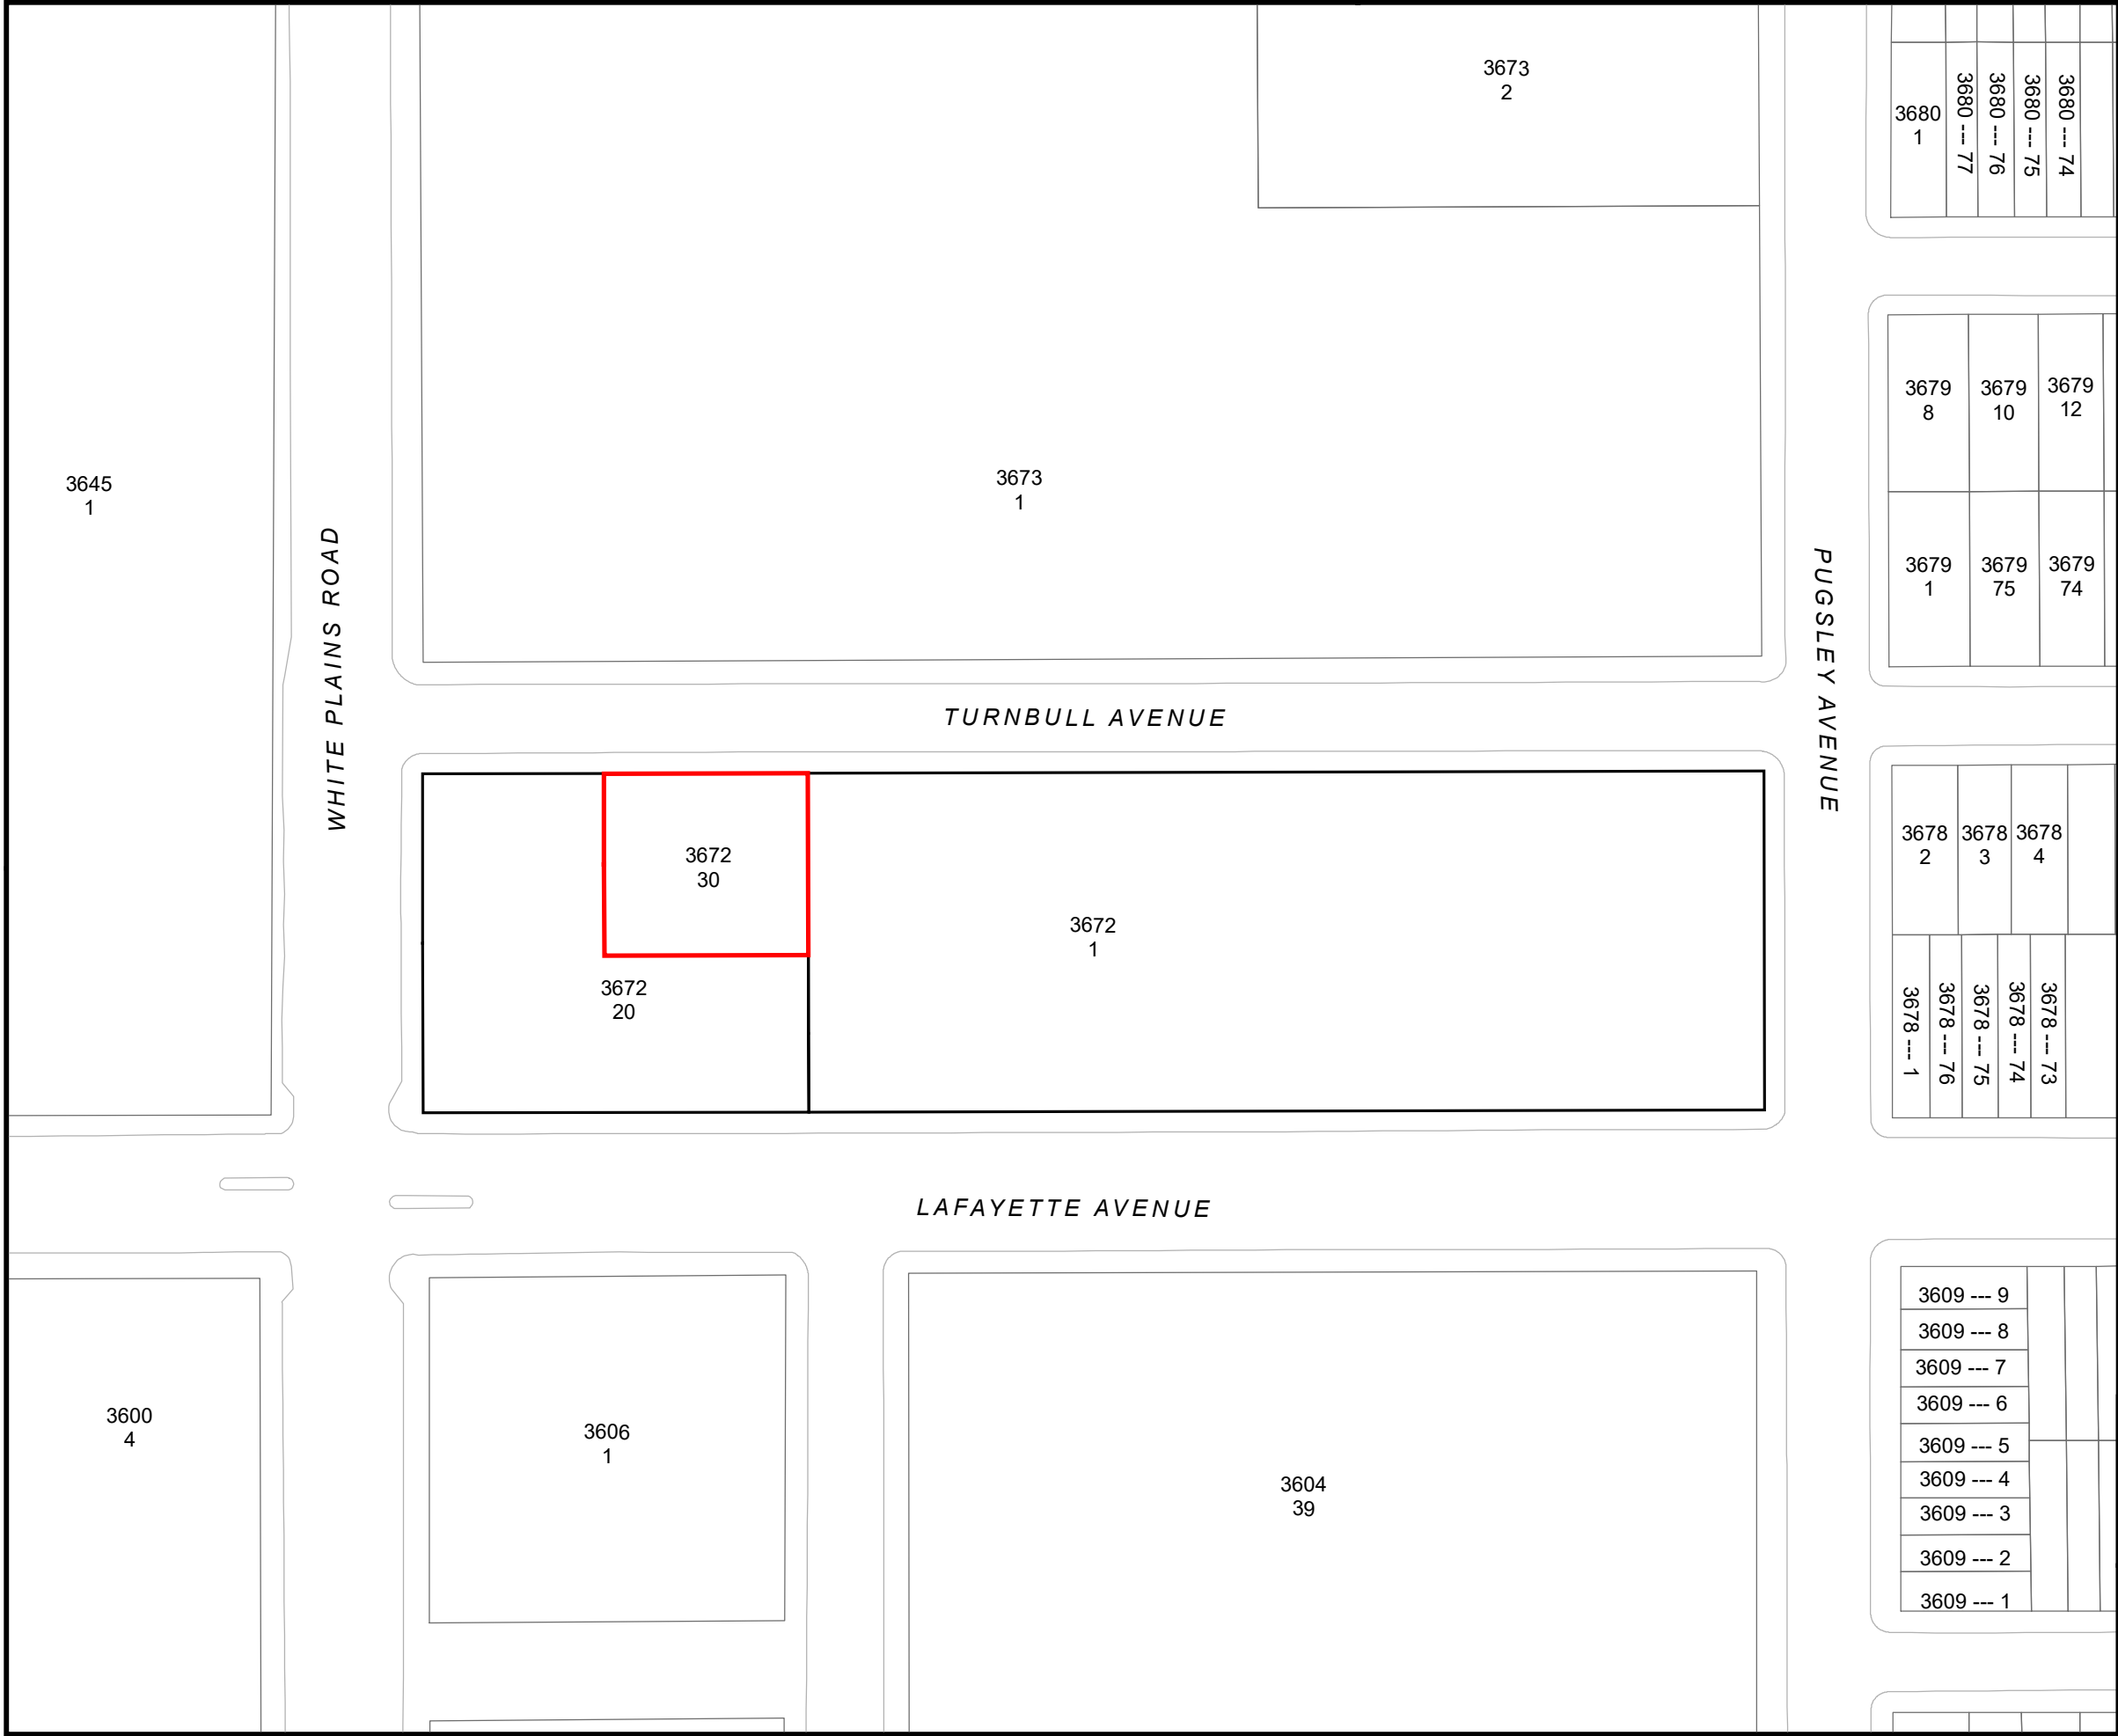 3673
2
3680
1
3680 --- 77
3680 --- 76
3680 --- 75
3680 --- 74
3679
8
3679
10
3679
12
3645
1
3673
1
WHITE PLAINS ROAD
PUGSLEY AVENUE
3679
1
3679
75
3679
74
TURNBULL AVENUE
3672
30
3678
2
3678
3
3678
4
3672
1
3672
20
3678 --- 1
3678 --- 76
3678 --- 75
3678 --- 74
3678 --- 73
LAFAYETTE AVENUE
3609 --- 9
3609 --- 8
3609 --- 7
3609 --- 6
3609 --- 5
3609 --- 4
3609 --- 3
3609 --- 2
3609 --- 1
3600
4
3606
1
3604
39